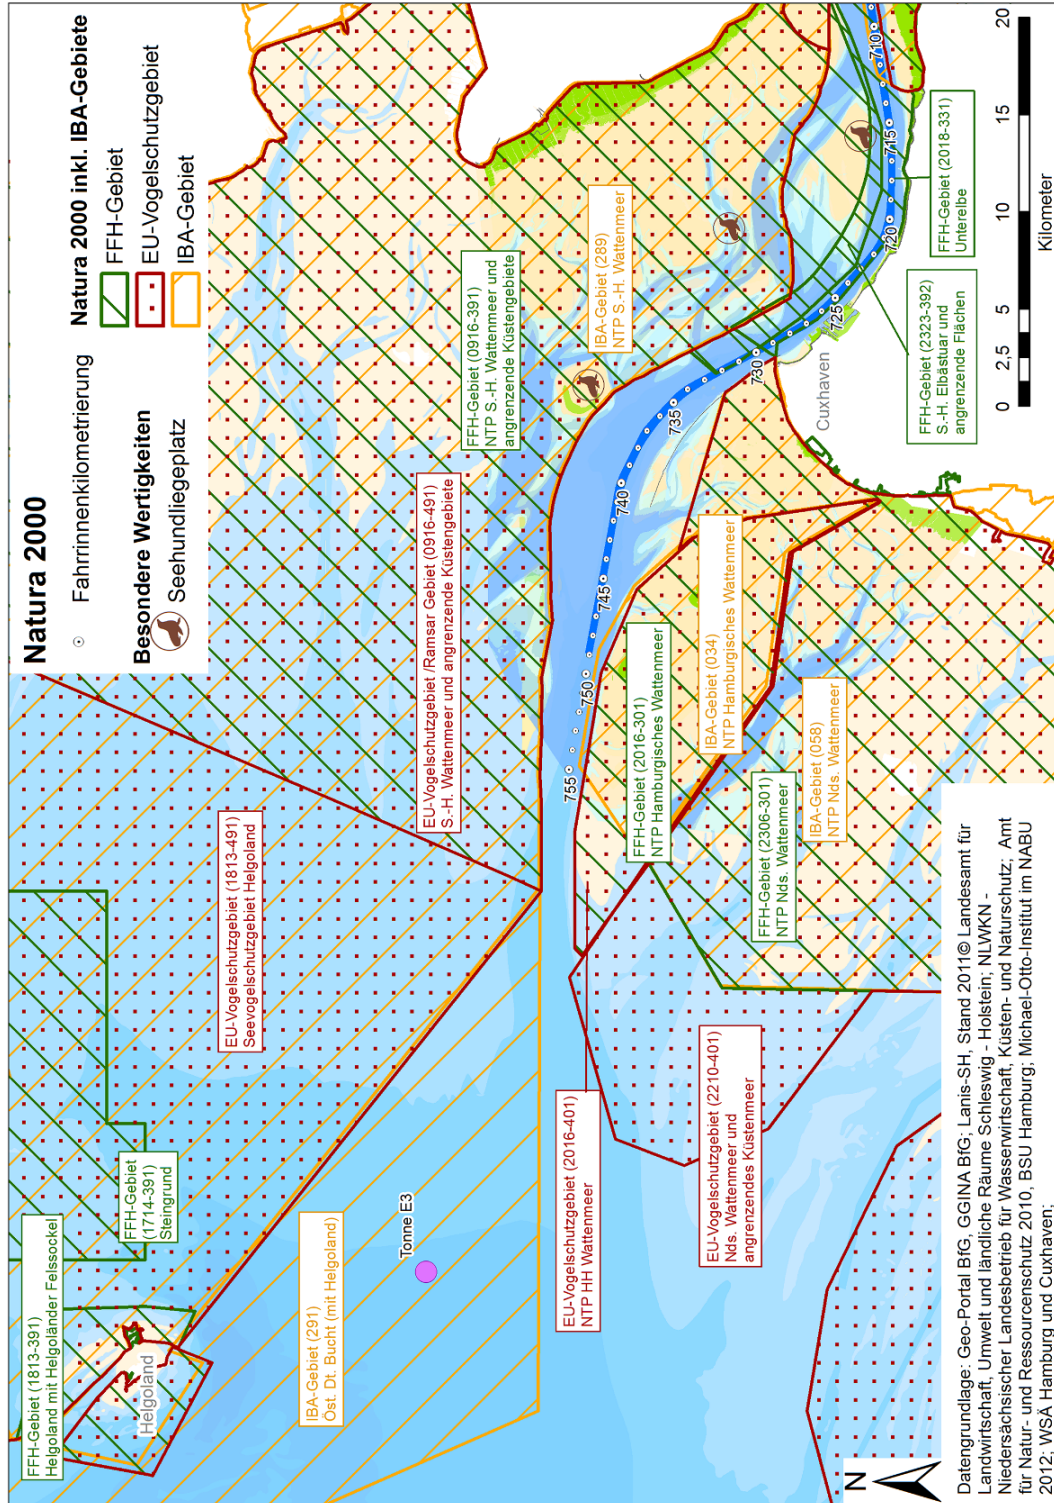 Natura 2000
Fahrrinnenkilometrierung
Besondere Wertigkeiten
Seehundliegeplatz
Natura 2000 inkl. IBA-Gebiete
FFH-Gebiet
EU-Vogelschutzgebiet
IBA-Gebiet
FFH-Gebiet (1813-391)
Helgoland mit Helgoländer Felssockel
Helgoland
FFH-Gebiet
(1714-391)
Steingrund
EU-Vogelschutzgebiet (1813-491)
Seevogelschutzgebiet Helgoland
IBA-Gebiet (291)
Öst. Dt. Bucht (mit Helgoland)
Tonne E3
EU-Vogelschutzgebiet /Ramsar Gebiet (0916-491)
S.-H. Wattenmeer und angrenzende Küstengebiete
FFH-Gebiet (0916-391)
NTP S.-H. Wattenmeer und
angrenzende Küstengebiete
IBA-Gebiet (289)
NTP S.-H. Wattenmeer
EU-Vogelschutzgebiet (2016-401)
NTP HH Wattenmeer
EU-Vogelschutzgebiet (2210-401)
Nds. Wattenmeer und
angrenzendes Küstenmeer
FFH-Gebiet (2016-301)
NTP Hamburgisches Wattenmeer
IBA-Gebiet (034)
NTP Hamburgisches Wattenmeer
FFH-Gebiet (2306-301)
NTP Nds. Wattenmeer
IBA-Gebiet (058)
NTP Nds. Wattenmeer
755
750
745
740
735
730
725
720
715
710
Cuxhaven
FFH-Gebiet (2323-392)
S.-H. Elbästuar und
angrenzende Flächen
FFH-Gebiet (2018-331)
Unterelbe
N
0 2,5 5 10 15 20
Kilometer
Datengrundlage: Geo-Portal BfG, GGINA BfG; Lanis-SH, Stand 2011© Landesamt für
Landwirtschaft, Umwelt und ländliche Räume Schleswig - Holstein; NLWKN -
Niedersächsischer Landesbetrieb für Wasserwirtschaft, Küsten- und Naturschutz; Amt
für Natur- und Ressourcenschutz 2010, BSU Hamburg; Michael-Otto-Institut im NABU
2012; WSÄ Hamburg und Cuxhaven;